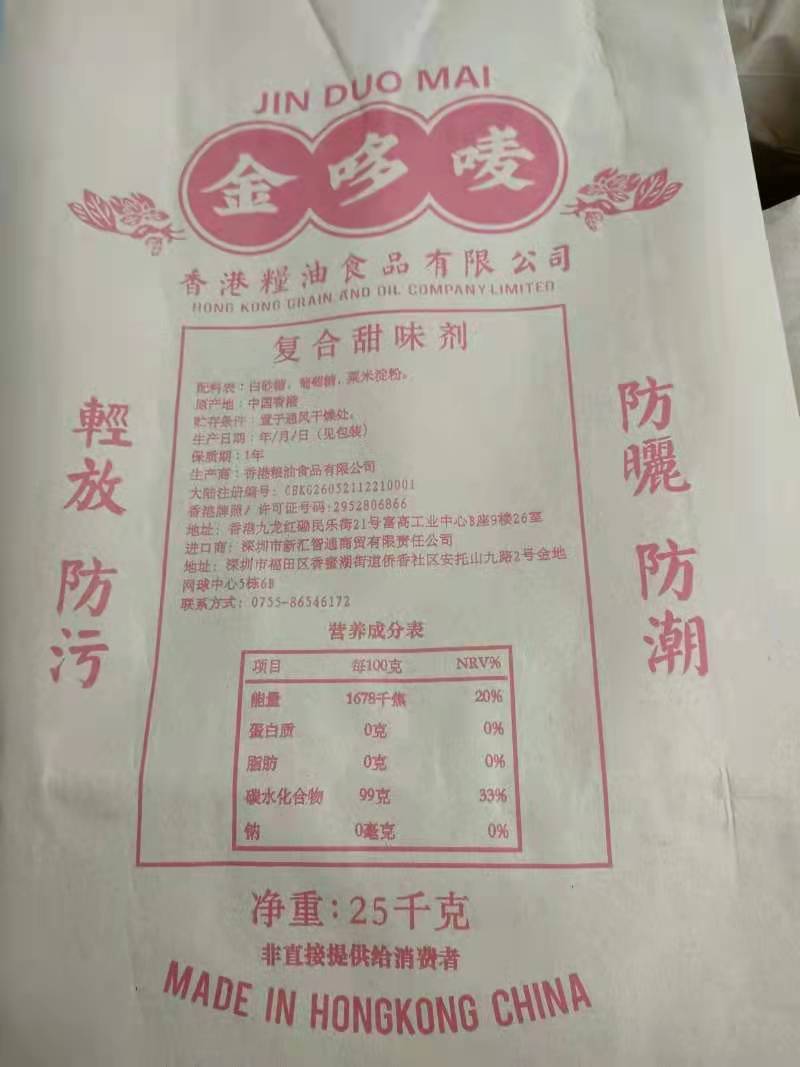 JIN DUO MAI
金哆唛
香港糧油食品有限公司
HONG KONG GRAIN AND OIL COMPANY LIMITED
复合甜味剂
配料表：白砂糖，葡萄糖，粟米淀粉。
原产地：中国香港
贮存条件：置于通风干燥处。
生产日期：年/月/日（见包装）
保质期：1年
生产商：香港粮油食品有限公司
大陆注册编号：CHKG26052112210001
香港牌照/许可证号码:2952806866
地址：香港九龙红磡民乐街21号富高工业中心B座9楼26室
进口商：深圳市新汇智通商贸有限责任公司
地址：深圳市福田区香蜜湖街道侨香社区安托山九路2号金地
网球中心5栋6B
联系方式：0755-86546172
营养成分表
项目 每100克 NRV%
能量 1678千焦 20%
蛋白质 0克 0%
脂肪 0克 0%
碳水化合物 99克 33%
钠 0毫克 0%
輕放 防污
防曬 防潮
净重：25千克
非直接提供给消费者
MADE IN HONGKONG CHINA